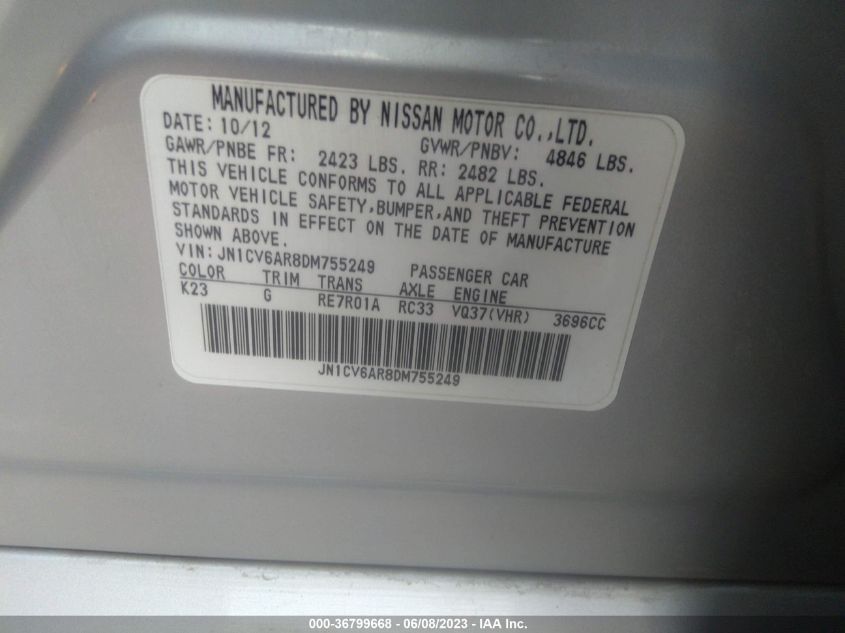 MANUFACTURED BY NISSAN MOTOR CO.,LTD.
DATE: 10/12 GVWR/PNBV: 4846 LBS.
GAWR/PNBE FR: 2423 LBS. RR: 2482 LBS.
THIS VEHICLE CONFORMS TO ALL APPLICABLE FEDERAL
MOTOR VEHICLE SAFETY,BUMPER,AND THEFT PREVENTION
STANDARDS IN EFFECT ON THE DATE OF MANUFACTURE
SHOWN ABOVE.
VIN: JN1CV6AR8DM755249 PASSENGER CAR
COLOR TRIM TRANS AXLE ENGINE
K23 G RE7R01A RC33 VQ37(VHR) 3696CC
JN1CV6AR8DM755249
000-36799668 - 06/08/2023 - IAA Inc.